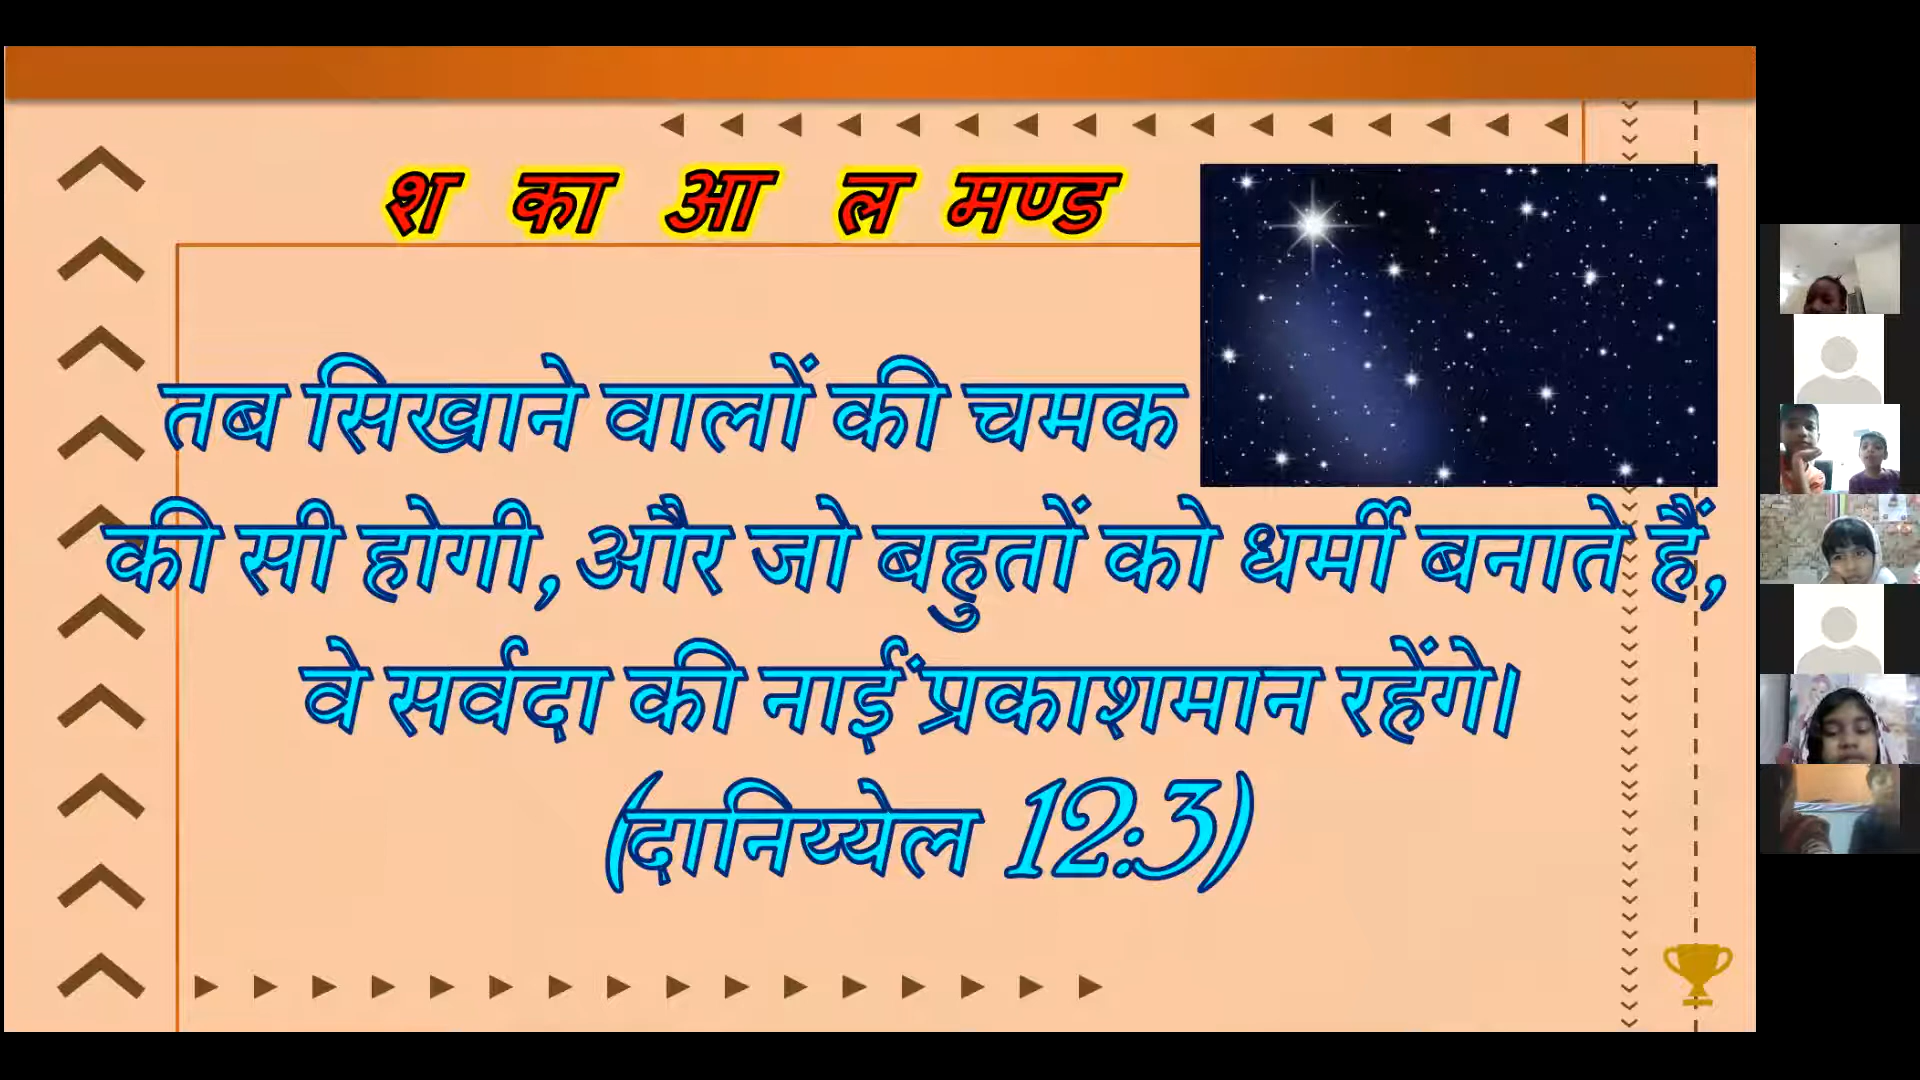 श का आ ल मण्ड
तब सिखाने वालों की चमक
की सी होगी, और जो बहुतों को धर्मी बनाते हैं,
वे सर्वदा की नाईं प्रकाशमान रहेंगे।
(दानिय्येल 12:3)